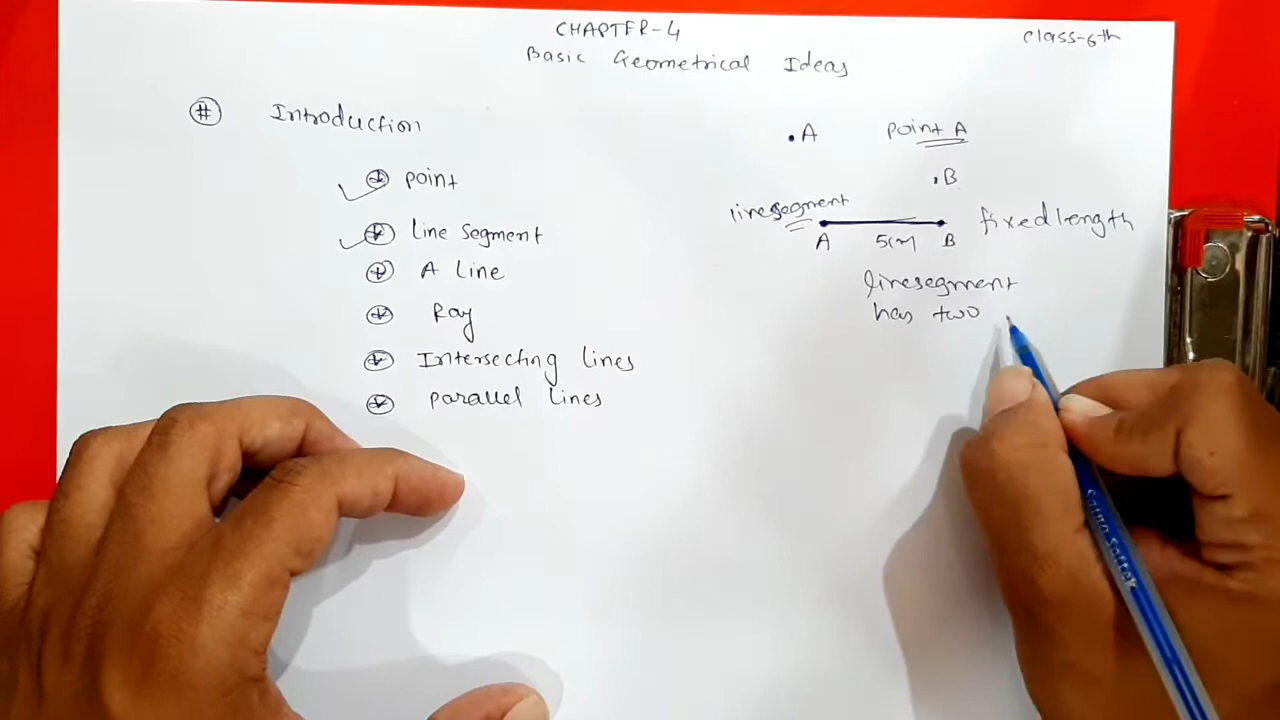 CHAPTER-4
Class-6th
Basic Geometrical Ideas
# Introduction
point
Line Segment
A Line
Ray
Intersecting lines
parallel lines
.A point A
.B
linesegment
A 5cm B
fixed length
linesegment
has two